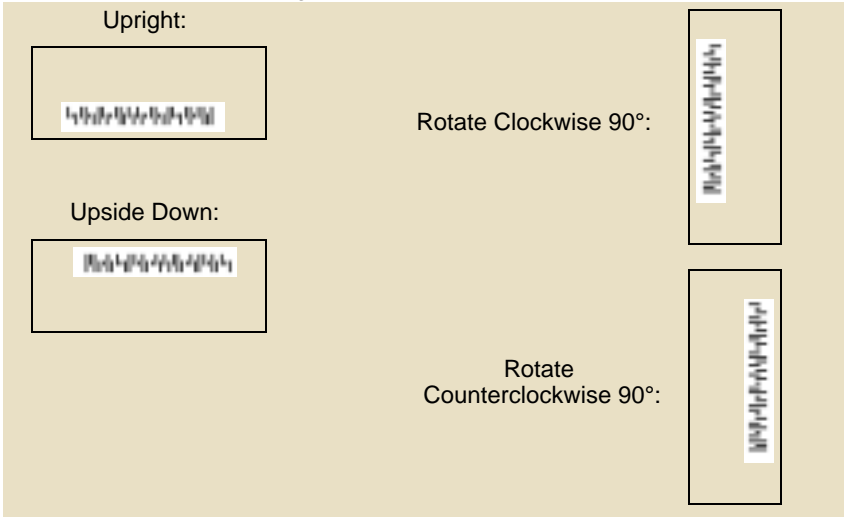 Upright:
Rotate Clockwise 90°:
Upside Down:
Rotate
Counterclockwise 90°: